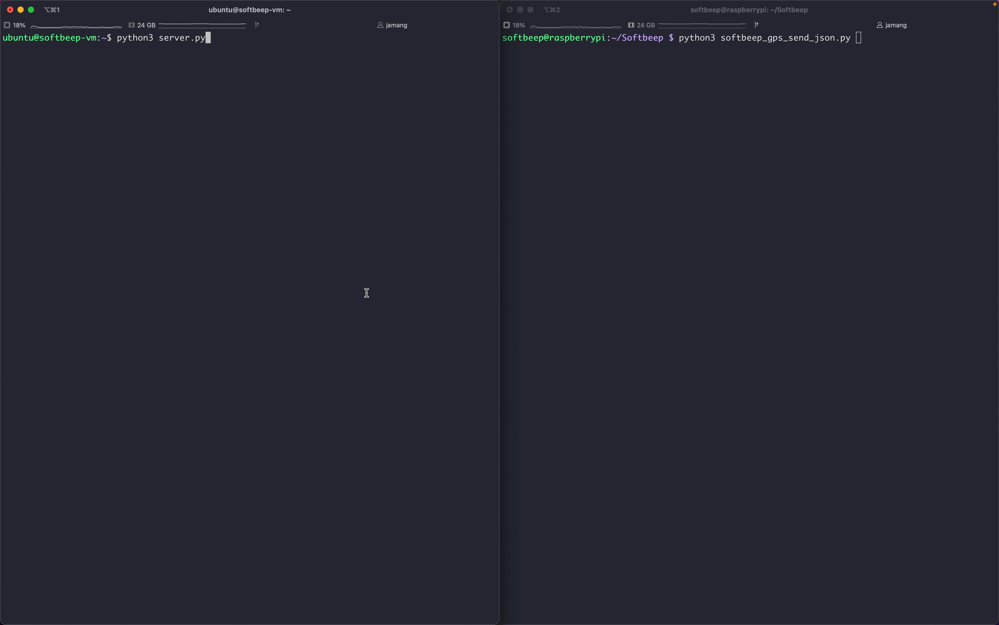 ⌥⌘1 ubuntu@softbeep-vm: ~
18% 24 GB jamang
ubuntu@softbeep-vm:~$ python3 server.py
⌥⌘2 softbeep@raspberrypi: ~/Softbeep
18% 24 GB jamang
softbeep@raspberrypi:~/Softbeep $ python3 softbeep_gps_send_json.py